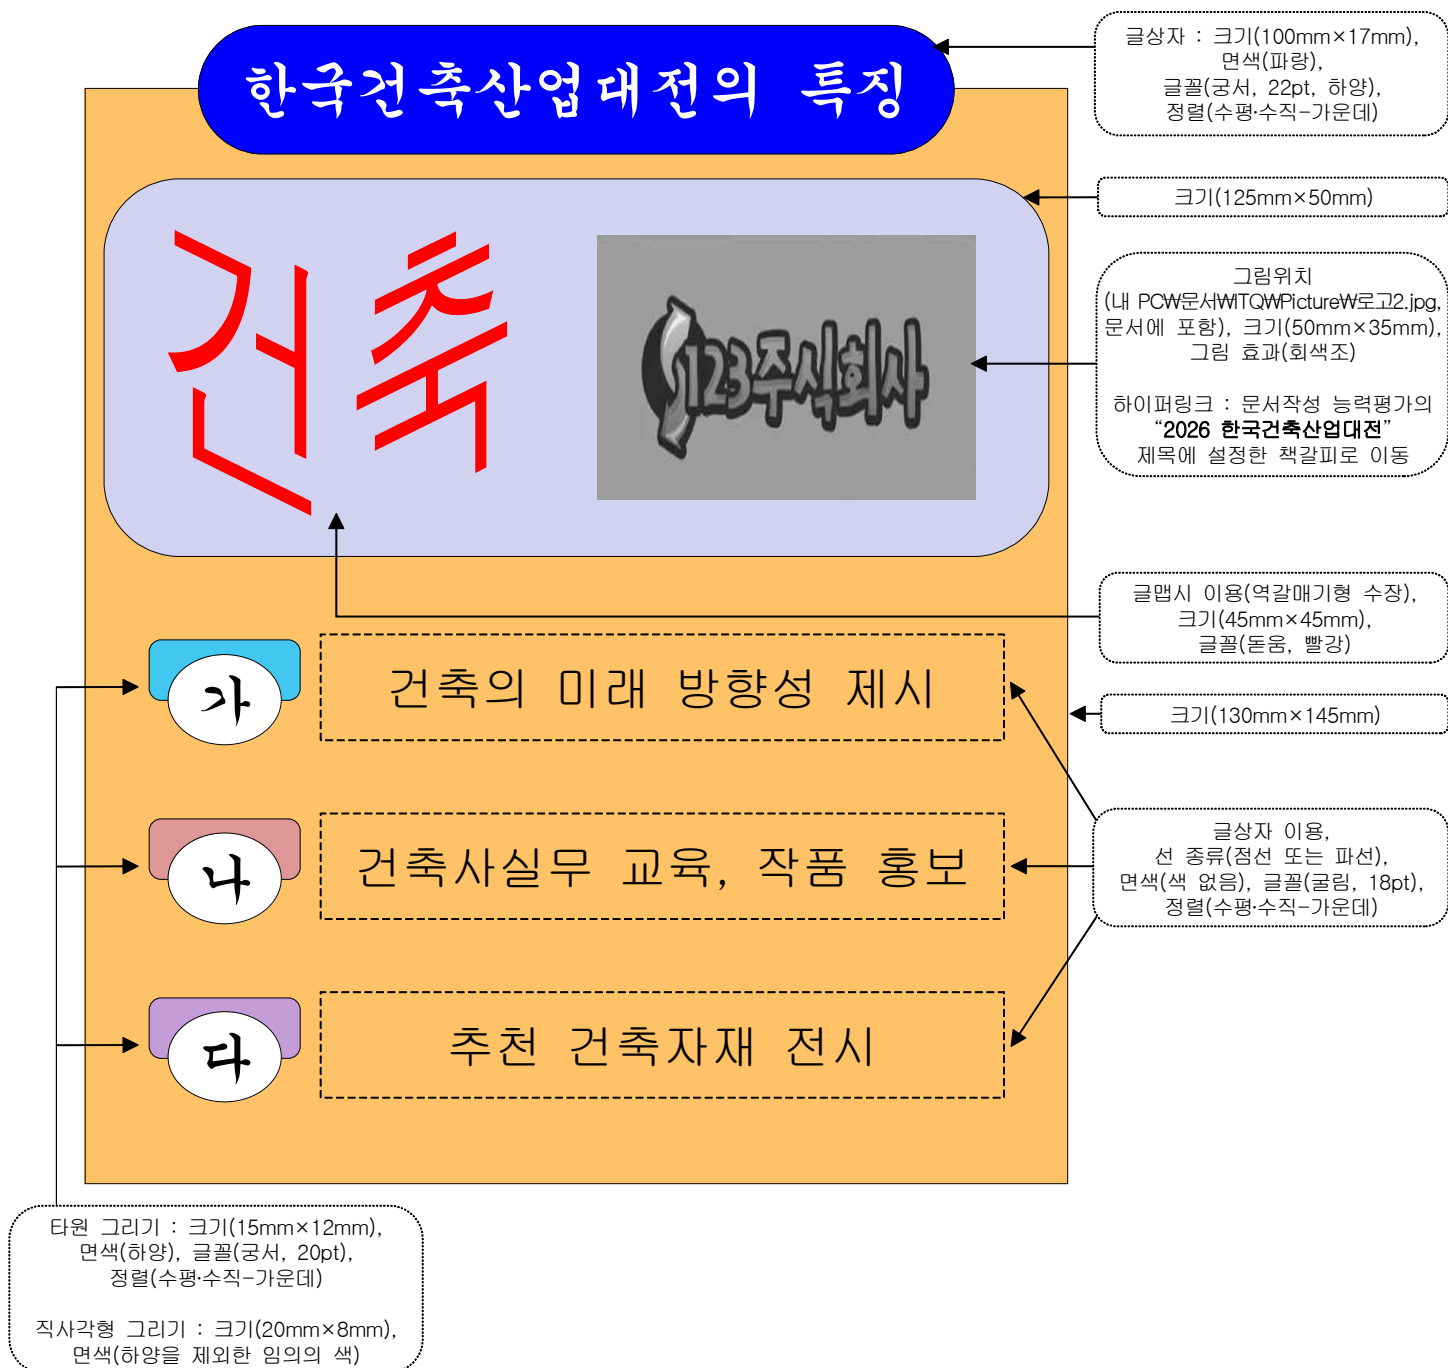 한국건축산업대전의 특징
글상자 : 크기(100mm×17mm),
면색(파랑),
글꼴(궁서, 22pt, 하양),
정렬(수평·수직-가운데)
크기(125mm×50mm)
건축
123주식회사
그림위치
(내 PC₩문서₩ITQ₩Picture₩로고2.jpg,
문서에 포함), 크기(50mm×35mm),
그림 효과(회색조)
하이퍼링크 : 문서작성 능력평가의
“2026 한국건축산업대전”
제목에 설정한 책갈피로 이동
글맵시 이용(역갈매기형 수장),
크기(45mm×45mm),
글꼴(돋움, 빨강)
가
건축의 미래 방향성 제시
크기(130mm×145mm)
나
건축사실무 교육, 작품 홍보
글상자 이용,
선 종류(점선 또는 파선),
면색(색 없음), 글꼴(굴림, 18pt),
정렬(수평·수직-가운데)
다
추천 건축자재 전시
타원 그리기 : 크기(15mm×12mm),
면색(하양), 글꼴(궁서, 20pt),
정렬(수평·수직-가운데)
직사각형 그리기 : 크기(20mm×8mm),
면색(하양을 제외한 임의의 색)